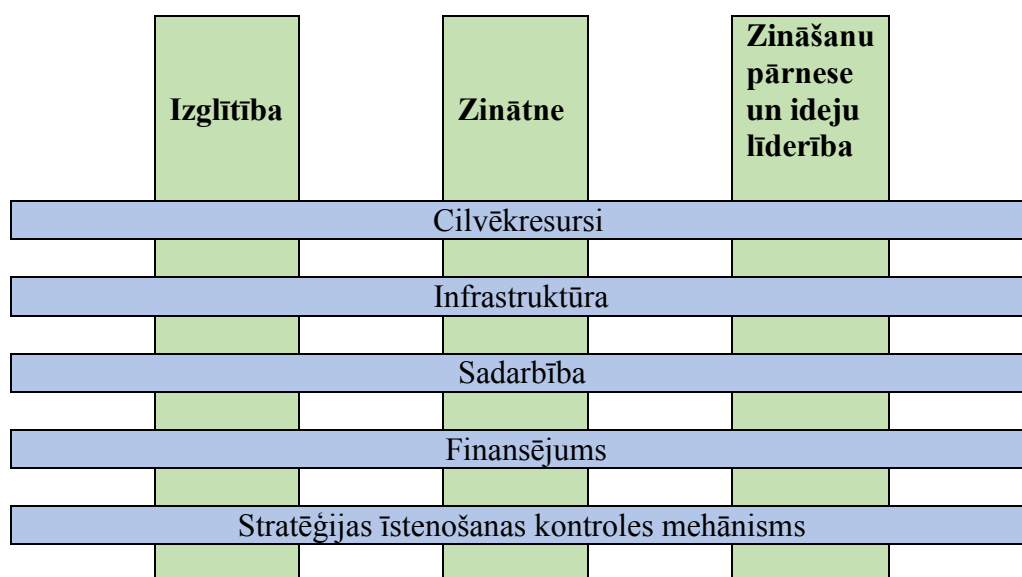 Izglītība
Zinātne
Zināšanu
pārnese
un ideju
līderība
Cilvēkresursi
Infrastruktūra
Sadarbība
Finansējums
Stratēģijas īstenošanas kontroles mehānisms